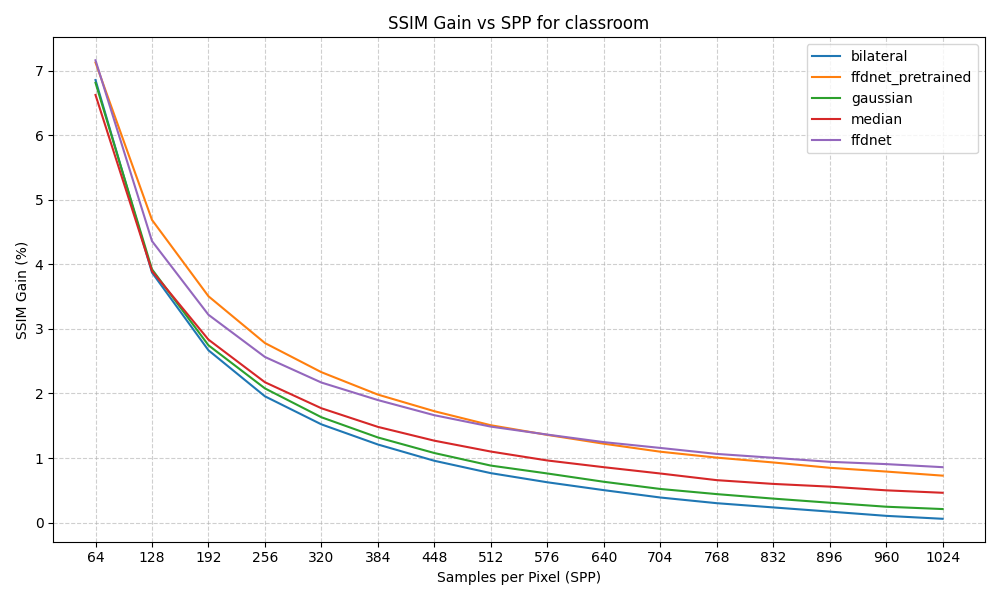 SSIM Gain vs SPP for classroom
bilateral
ffdnet_pretrained
gaussian
median
ffdnet
SSIM Gain (%)
7
6
5
4
3
2
1
0
64 128 192 256 320 384 448 512 576 640 704 768 832 896 960 1024
Samples per Pixel (SPP)